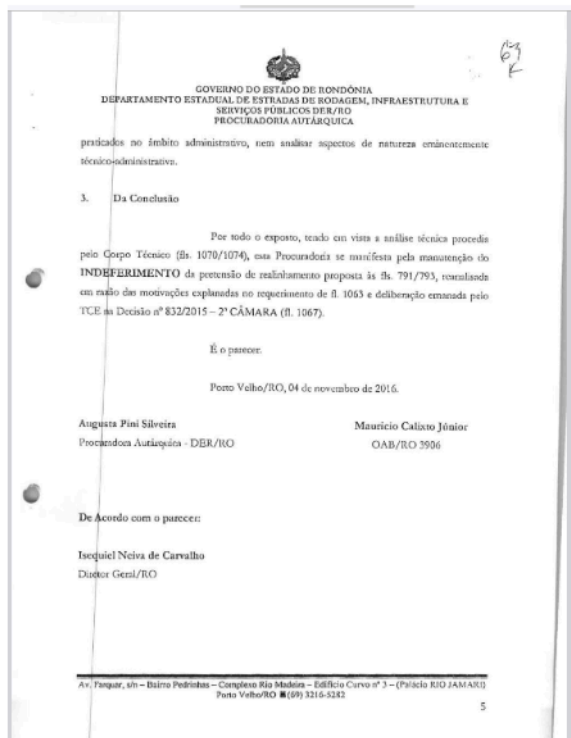 63
GOVERNO DO ESTADO DE RONDÔNIA
DEPARTAMENTO ESTADUAL DE ESTRADAS DE RODAGEM, INFRAESTRUTURA E
SERVIÇOS PÚBLICOS DER/RO
PROCURADORIA AUTÁRQUICA
praticados no âmbito administrativo, nem analisar aspectos de natureza eminentemente
técnico-administrativa.
3. Da Conclusão
Por todo o exposto, tendo em vista a análise técnica procedis
pelo Corpo Técnico (fls. 1070/1074), esta Procuradoria se manifesta pela manutenção do
INDEFERIMENTO da pretensão de realinhamento proposta às fls. 791/793, reanalisada
em razão das motivações explanadas no requerimento de fl. 1063 e deliberação emanada pelo
TCE na Decisão nº 832/2015 – 2ª CÂMARA (fl. 1067).
É o parecer.
Porto Velho/RO, 04 de novembro de 2016.
Augusta Pini Silveira
Procuradora Autárquica - DER/RO
Mauricio Calixto Júnior
OAB/RO 3906
De Acordo com o parecer:
Isequiel Neiva de Carvalho
Diretor Geral/RO
Av. Farquar, s/n – Bairro Pedrinhas – Complexo Rio Madeira – Edifício Curvo nº 3 – (Palácio RIO JAMARI)
Porto Velho/RO (69) 3216-5282
5